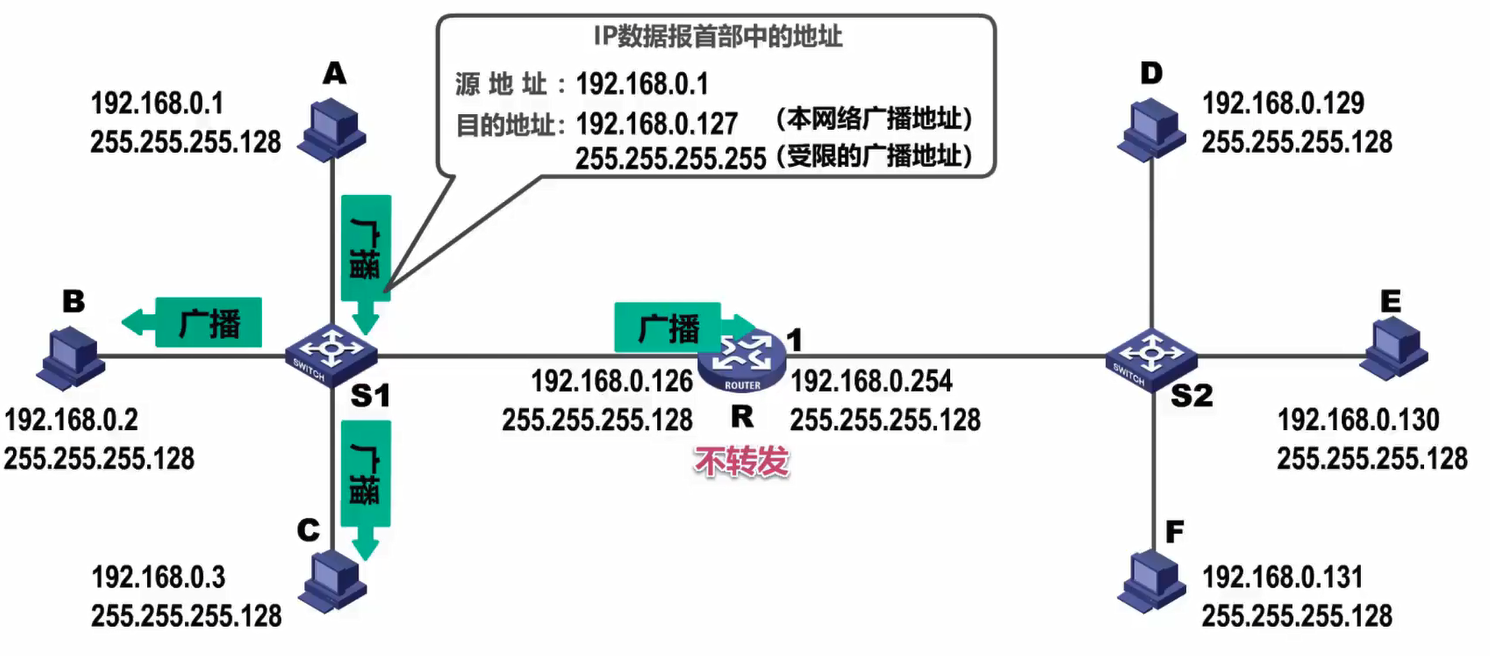 IP数据报首部中的地址
源 地 址 : 192.168.0.1
目的地址: 192.168.0.127 (本网络广播地址)
255.255.255.255 (受限的广播地址)
A
192.168.0.1
255.255.255.128
D
192.168.0.129
255.255.255.128
广播
B
广播
192.168.0.2
255.255.255.128
SWITCH
S1
广播
ROUTER
1
192.168.0.126
255.255.255.128
R
192.168.0.254
255.255.255.128
不转发
SWITCH
S2
E
192.168.0.130
255.255.255.128
广播
C
192.168.0.3
255.255.255.128
F
192.168.0.131
255.255.255.128